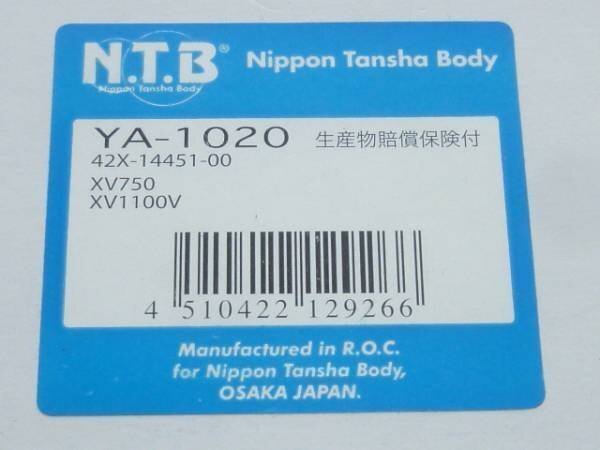 N.T.B®
Nippon Tansha Body
Nippon Tansha Body
YA-1020 生産物賠償保険付
42X-14451-00
XV750
XV1100V
4 510422 129266
Manufactured in R.O.C.
for Nippon Tansha Body,
OSAKA JAPAN.